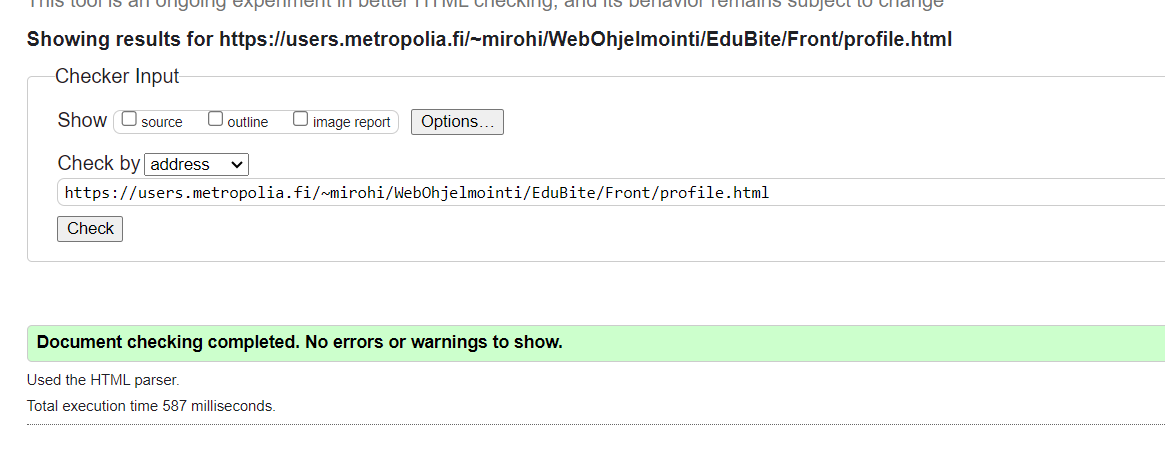 This tool is an ongoing experiment in better HTML checking, and its behavior remains subject to change
Showing results for https://users.metropolia.fi/~mirohi/WebOhjelmointi/EduBite/Front/profile.html
Checker Input
Show source outline image report Options...
Check by address
https://users.metropolia.fi/~mirohi/WebOhjelmointi/EduBite/Front/profile.html
Check
Document checking completed. No errors or warnings to show.
Used the HTML parser.
Total execution time 587 milliseconds.